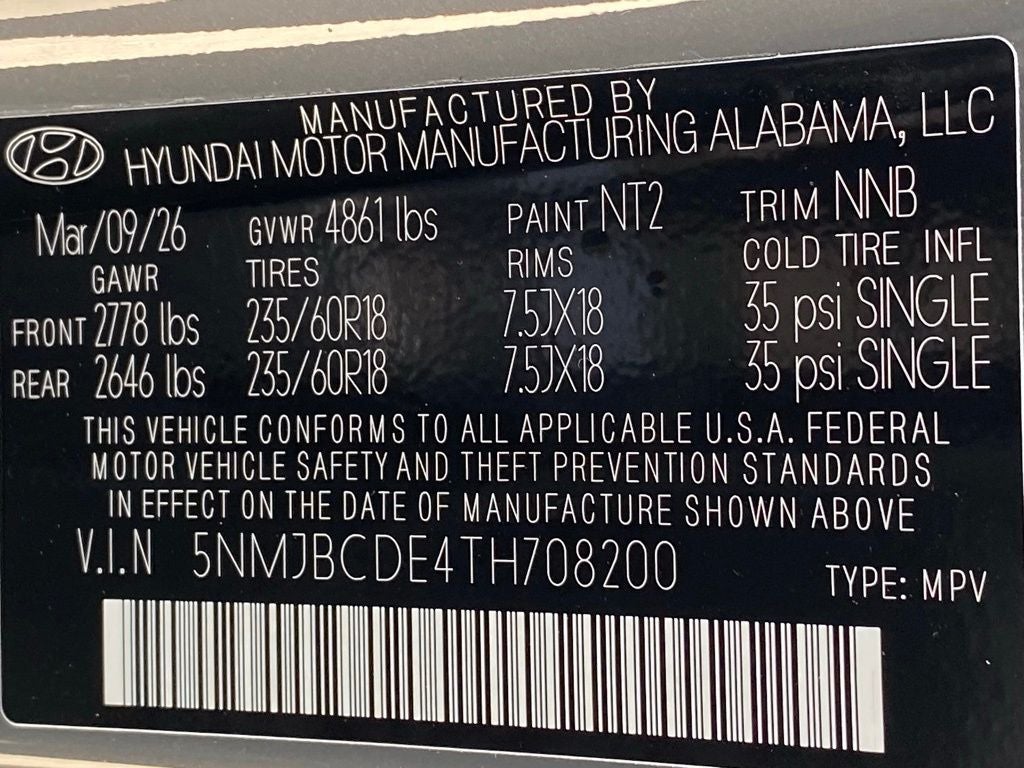 MANUFACTURED BY
HYUNDAI MOTOR MANUFACTURING ALABAMA, LLC
Mar/09/26 GVWR 4861 lbs PAINT NT2 TRIM NNB
GAWR TIRES RIMS COLD TIRE INFL
FRONT 2778 lbs 235/60R18 7.5JX18 35 psi SINGLE
REAR 2646 lbs 235/60R18 7.5JX18 35 psi SINGLE
THIS VEHICLE CONFORMS TO ALL APPLICABLE U.S.A. FEDERAL
MOTOR VEHICLE SAFETY AND THEFT PREVENTION STANDARDS
IN EFFECT ON THE DATE OF MANUFACTURE SHOWN ABOVE
V.I.N 5NMJBCDE4TH708200
TYPE: MPV